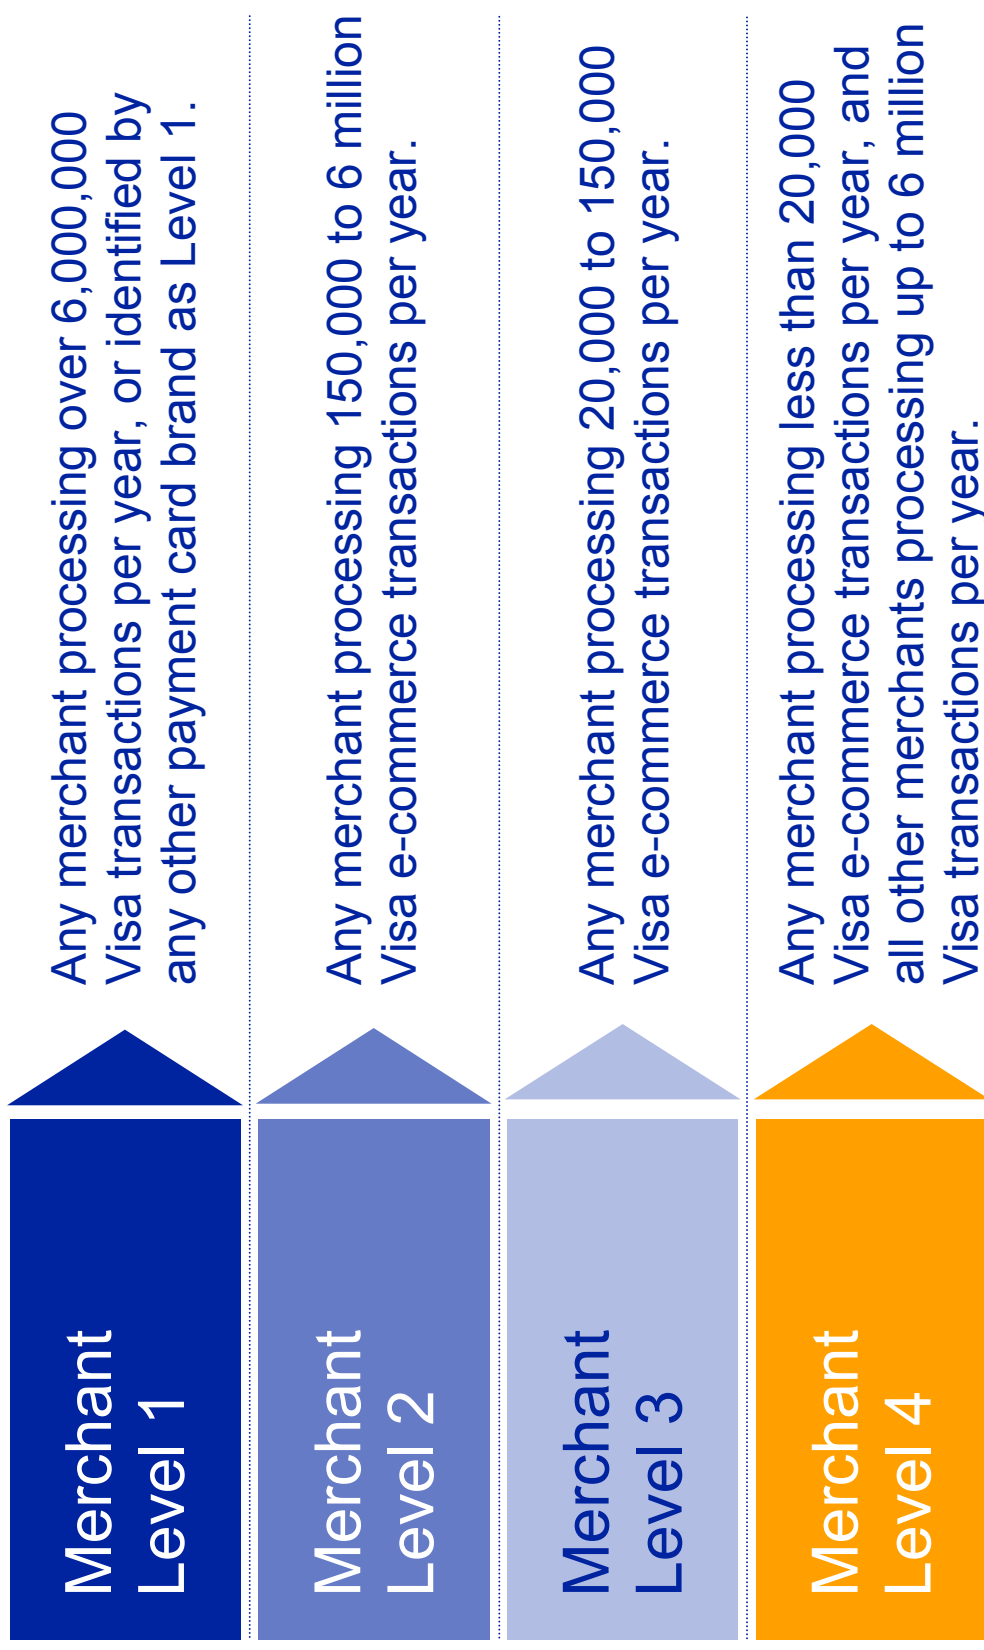 Merchant
Level 1
Any merchant processing over 6,000,000
Visa transactions per year, or identified by
any other payment card brand as Level 1.
Merchant
Level 2
Any merchant processing 150,000 to 6 million
Visa e-commerce transactions per year.
Merchant
Level 3
Any merchant processing 20,000 to 150,000
Visa e-commerce transactions per year.
Merchant
Level 4
Any merchant processing less than 20,000
Visa e-commerce transactions per year, and
all other merchants processing up to 6 million
Visa transactions per year.